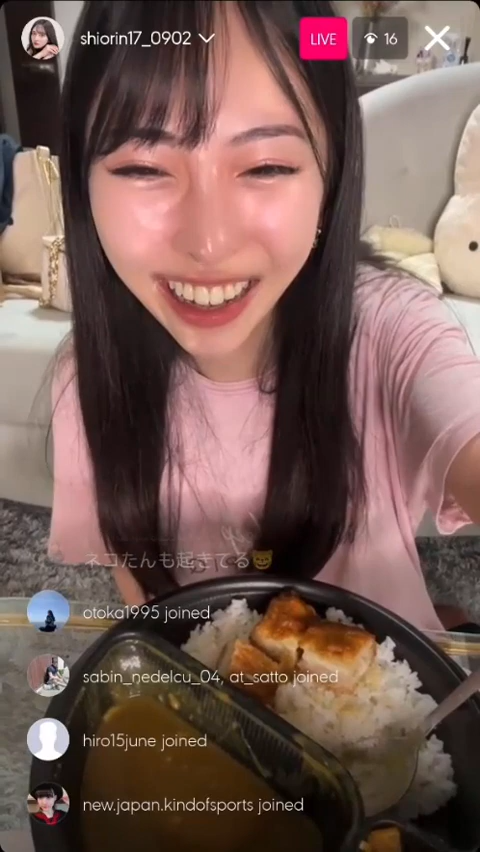 shiorin17_0902
LIVE
16
ネコたんも起きてる
otoka1995 joined
sabin_nedelcu_04, at_satto joined
hiro15june joined
new.japan.kindofsports joined